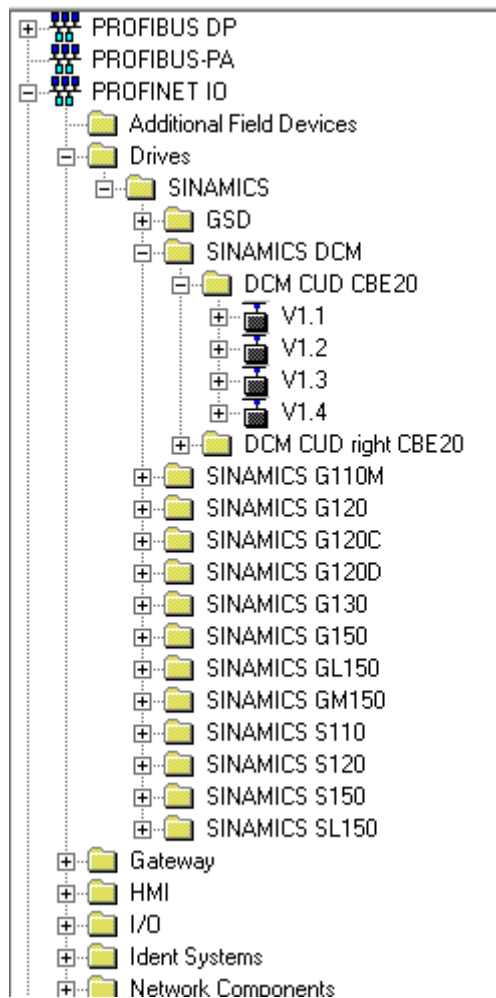 PROFIBUS DP
PROFIBUS-PA
PROFINET IO
Additional Field Devices
Drives
SINAMICS
GSD
SINAMICS DCM
DCM CUD CBE20
V1.1
V1.2
V1.3
V1.4
DCM CUD right CBE20
SINAMICS G110M
SINAMICS G120
SINAMICS G120C
SINAMICS G120D
SINAMICS G130
SINAMICS G150
SINAMICS GL150
SINAMICS GM150
SINAMICS S110
SINAMICS S120
SINAMICS S150
SINAMICS SL150
Gateway
HMI
I/O
Ident Systems
Network Components